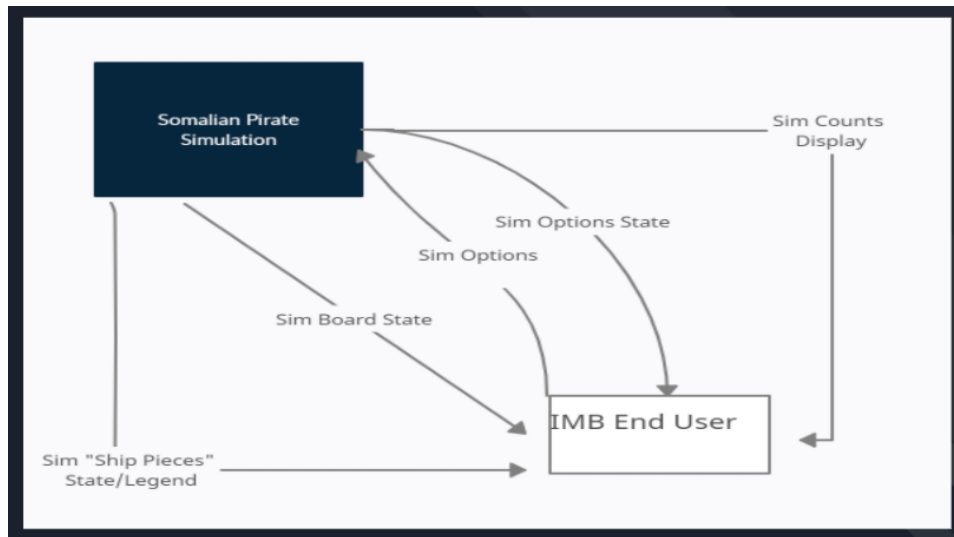 Somalian Pirate
Simulation
Sim Counts
Display
Sim Options State
Sim Options
Sim Board State
IMB End User
Sim "Ship Pieces"
State/Legend